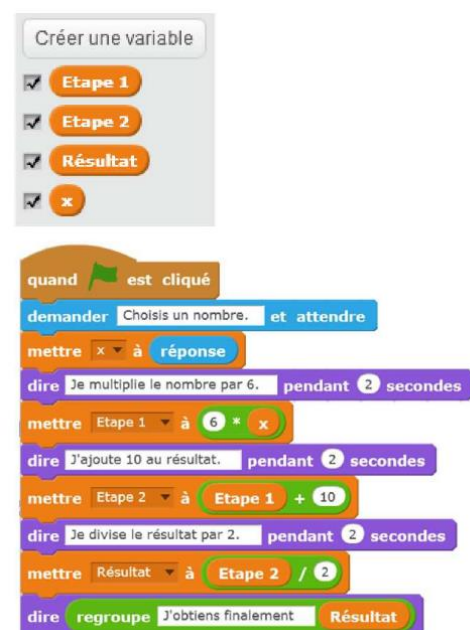 Créer une variable
Etape 1
Etape 2
Résultat
x
quand est cliqué
demander Choisis un nombre. et attendre
mettre x à réponse
dire Je multiplie le nombre par 6. pendant 2 secondes
mettre Etape 1 à 6 * x
dire J'ajoute 10 au résultat. pendant 2 secondes
mettre Etape 2 à Etape 1 + 10
dire Je divise le résultat par 2. pendant 2 secondes
mettre Résultat à Etape 2 / 2
dire regroupe J'obtiens finalement Résultat